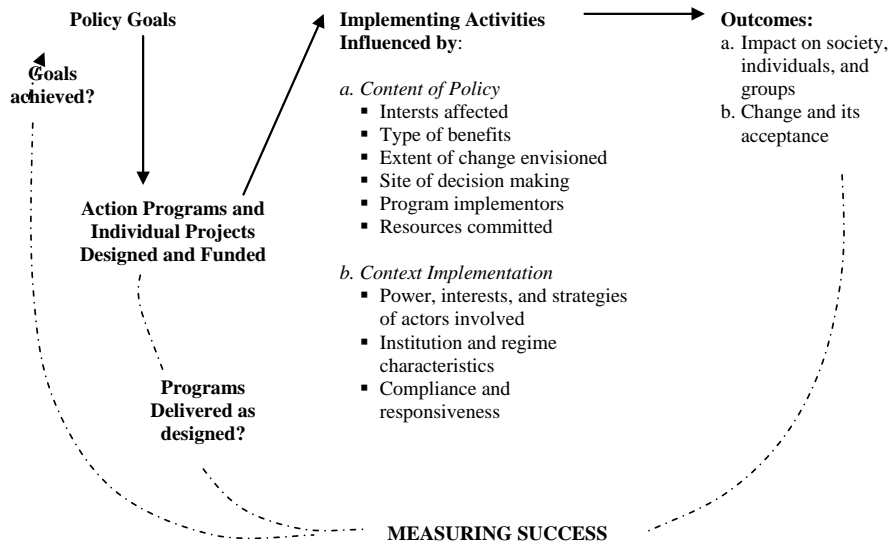 Policy Goals
Goals
achieved?
Action Programs and
Individual Projects
Designed and Funded
Programs
Delivered as
designed?
Implementing Activities
Influenced by:
a. Content of Policy
▪ Intersts affected
▪ Type of benefits
▪ Extent of change envisioned
▪ Site of decision making
▪ Program implementors
▪ Resources committed
b. Context Implementation
▪ Power, interests, and strategies
of actors involved
▪ Institution and regime
characteristics
▪ Compliance and
responsiveness
Outcomes:
a. Impact on society,
individuals, and
groups
b. Change and its
acceptance
MEASURING SUCCESS